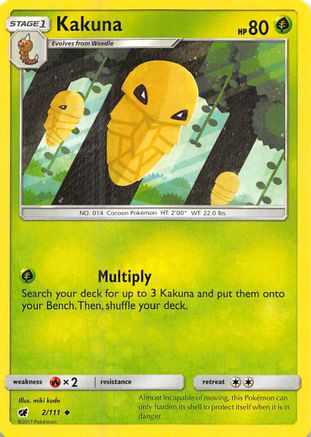 STAGE1
Kakuna
HP 80
Evolves from Weedle
NO. 014 Cocoon Pokémon HT: 2'00" WT: 22.0 lbs.
Multiply
Search your deck for up to 3 Kakuna and put them onto
your Bench. Then, shuffle your deck.
weakness × 2 resistance retreat
Illus. miki kudo
2/111
©2017 Pokémon
Almost incapable of moving, this Pokémon can
only harden its shell to protect itself when it is in
danger.